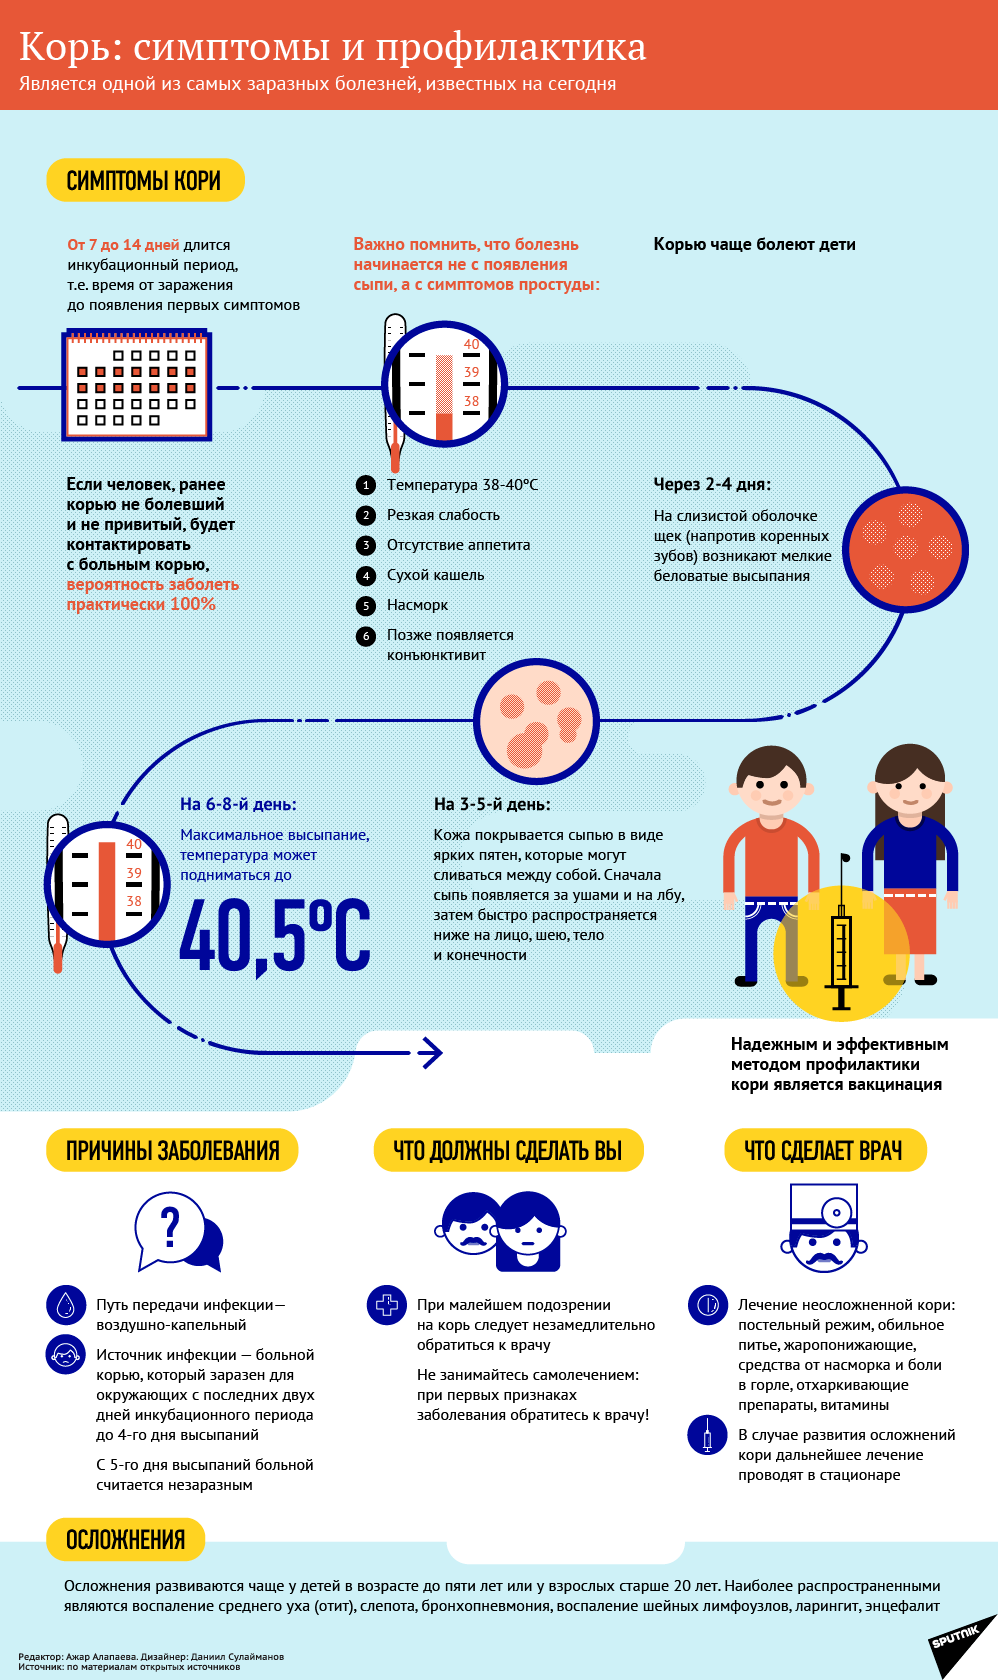 Корь: симптомы и профилактика
Является одной из самых заразных болезней, известных на сегодня
СИМПТОМЫ КОРИ
От 7 до 14 дней длится
инкубационный период,
т.е. время от заражения
до появления первых симптомов
Важно помнить, что болезнь
начинается не с появления
сыпи, а с симптомов простуды:
Корью чаще болеют дети
40
39
38
Если человек, ранее
корью не болевший
и не привитый, будет
контактировать
с больным корью,
вероятность заболеть
практически 100%
1 Температура 38-40ºС
2 Резкая слабость
3 Отсутствие аппетита
4 Сухой кашель
5 Насморк
6 Позже появляется
конъюнктивит
Через 2-4 дня:
На слизистой оболочке
щек (напротив коренных
зубов) возникают мелкие
беловатые высыпания
40
39
38
На 6-8-й день:
Максимальное высыпание,
температура может
подниматься до
40,5ºС
На 3-5-й день:
Кожа покрывается сыпью в виде
ярких пятен, которые могут
сливаться между собой. Сначала
сыпь появляется за ушами и на лбу,
затем быстро распространяется
ниже на лицо, шею, тело
и конечности
Надежным и эффективным
методом профилактики
кори является вакцинация
ПРИЧИНЫ ЗАБОЛЕВАНИЯ
?
Путь передачи инфекции—
воздушно-капельный
Источник инфекции — больной
корью, который заразен для
окружающих с последних двух
дней инкубационного периода
до 4-го дня высыпаний
С 5-го дня высыпаний больной
считается незаразным
ЧТО ДОЛЖНЫ СДЕЛАТЬ ВЫ
При малейшем подозрении
на корь следует незамедлительно
обратиться к врачу
Не занимайтесь самолечением:
при первых признаках
заболевания обратитесь к врачу!
ЧТО СДЕЛАЕТ ВРАЧ
Лечение неосложненной кори:
постельный режим, обильное
питье, жаропонижающие,
средства от насморка и боли
в горле, отхаркивающие
препараты, витамины
В случае развития осложнений
кори дальнейшее лечение
проводят в стационаре
ОСЛОЖНЕНИЯ
Осложнения развиваются чаще у детей в возрасте до пяти лет или у взрослых старше 20 лет. Наиболее распространенными
являются воспаление среднего уха (отит), слепота, бронхопневмония, воспаление шейных лимфоузлов, ларингит, энцефалит
Редактор: Ажар Алапаева. Дизайнер: Даниил Сулайманов
Источник: по материалам открытых источников
SPUTNIK